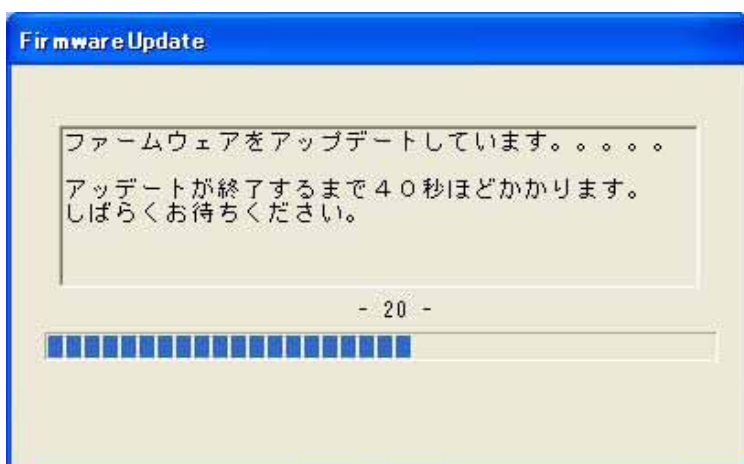 FirmwareUpdate
ファームウェアをアップデートしています。。。。。
アッデートが終了するまで４０秒ほどかかります。
しばらくお待ちください。
- 20 -